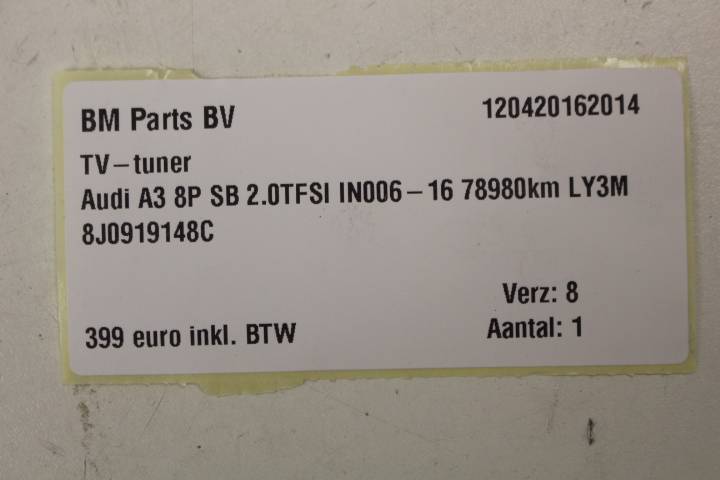 BM Parts BV 120420162014
TV-tuner
Audi A3 8P SB 2.0TFSI IN006-16 78980km LY3M
8J0919148C
Verz: 8
399 euro inkl. BTW Aantal: 1